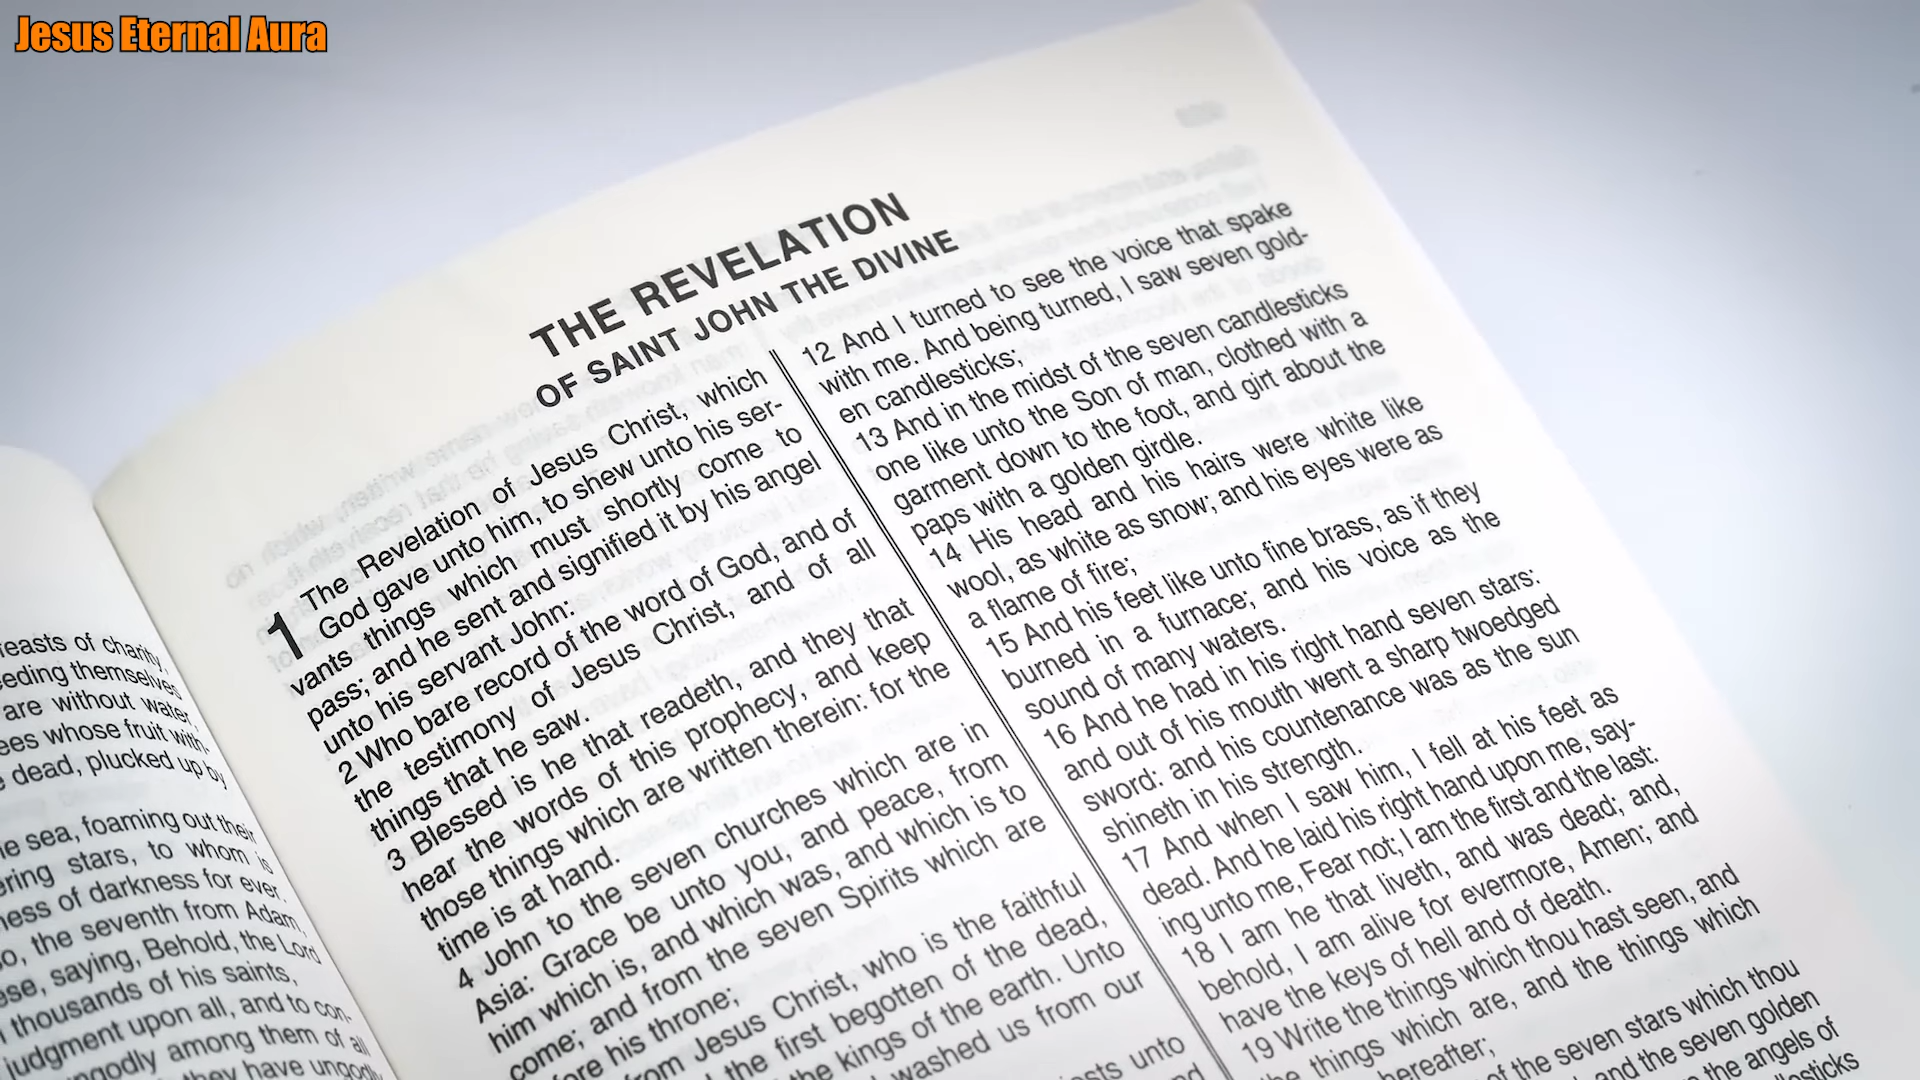 Jesus Eternal Aura
feasts of charity,
eeding themselves
are without water,
ees whose fruit with-
dead, plucked up by
he sea, foaming out their
ering stars, to whom is
ness of darkness for ever.
so, the seventh from Adam,
ese, saying, Behold, the Lord
thousands of his saints,
judgment upon all, and to con-
ngodly among them of all
they have ungodly
THE REVELATION
OF SAINT JOHN THE DIVINE
1 The Revelation of Jesus Christ, which
God gave unto him, to shew unto his ser-
vants things which must shortly come to
pass; and he sent and signified it by his angel
unto his servant John:
2 Who bare record of the word of God, and of
the testimony of Jesus Christ, and of all
things that he saw.
3 Blessed is he that readeth, and they that
hear the words of this prophecy, and keep
those things which are written therein: for the
time is at hand.
4 John to the seven churches which are in
Asia: Grace be unto you, and peace, from
him which is, and which was, and which is to
come; and from the seven Spirits which are
fore his throne;
from Jesus Christ, who is the faithful
the first begotten of the dead,
the kings of the earth. Unto
washed us from our
ests unto
12 And I turned to see the voice that spake
with me. And being turned, I saw seven gold-
en candlesticks;
13 And in the midst of the seven candlesticks
one like unto the Son of man, clothed with a
garment down to the foot, and girt about the
paps with a golden girdle.
14 His head and his hairs were white like
wool, as white as snow; and his eyes were as
a flame of fire;
15 And his feet like unto fine brass, as if they
burned in a furnace; and his voice as the
sound of many waters.
16 And he had in his right hand seven stars:
and out of his mouth went a sharp twoedged
sword: and his countenance was as the sun
shineth in his strength.
17 And when I saw him, I fell at his feet as
dead. And he laid his right hand upon me, say-
ing unto me, Fear not; I am the first and the last:
18 I am he that liveth, and was dead; and,
behold, I am alive for evermore, Amen; and
have the keys of hell and of death.
19 Write the things which thou hast seen, and
the things which are, and the things which
hereafter;
of the seven stars which thou
and the seven golden
the angels of